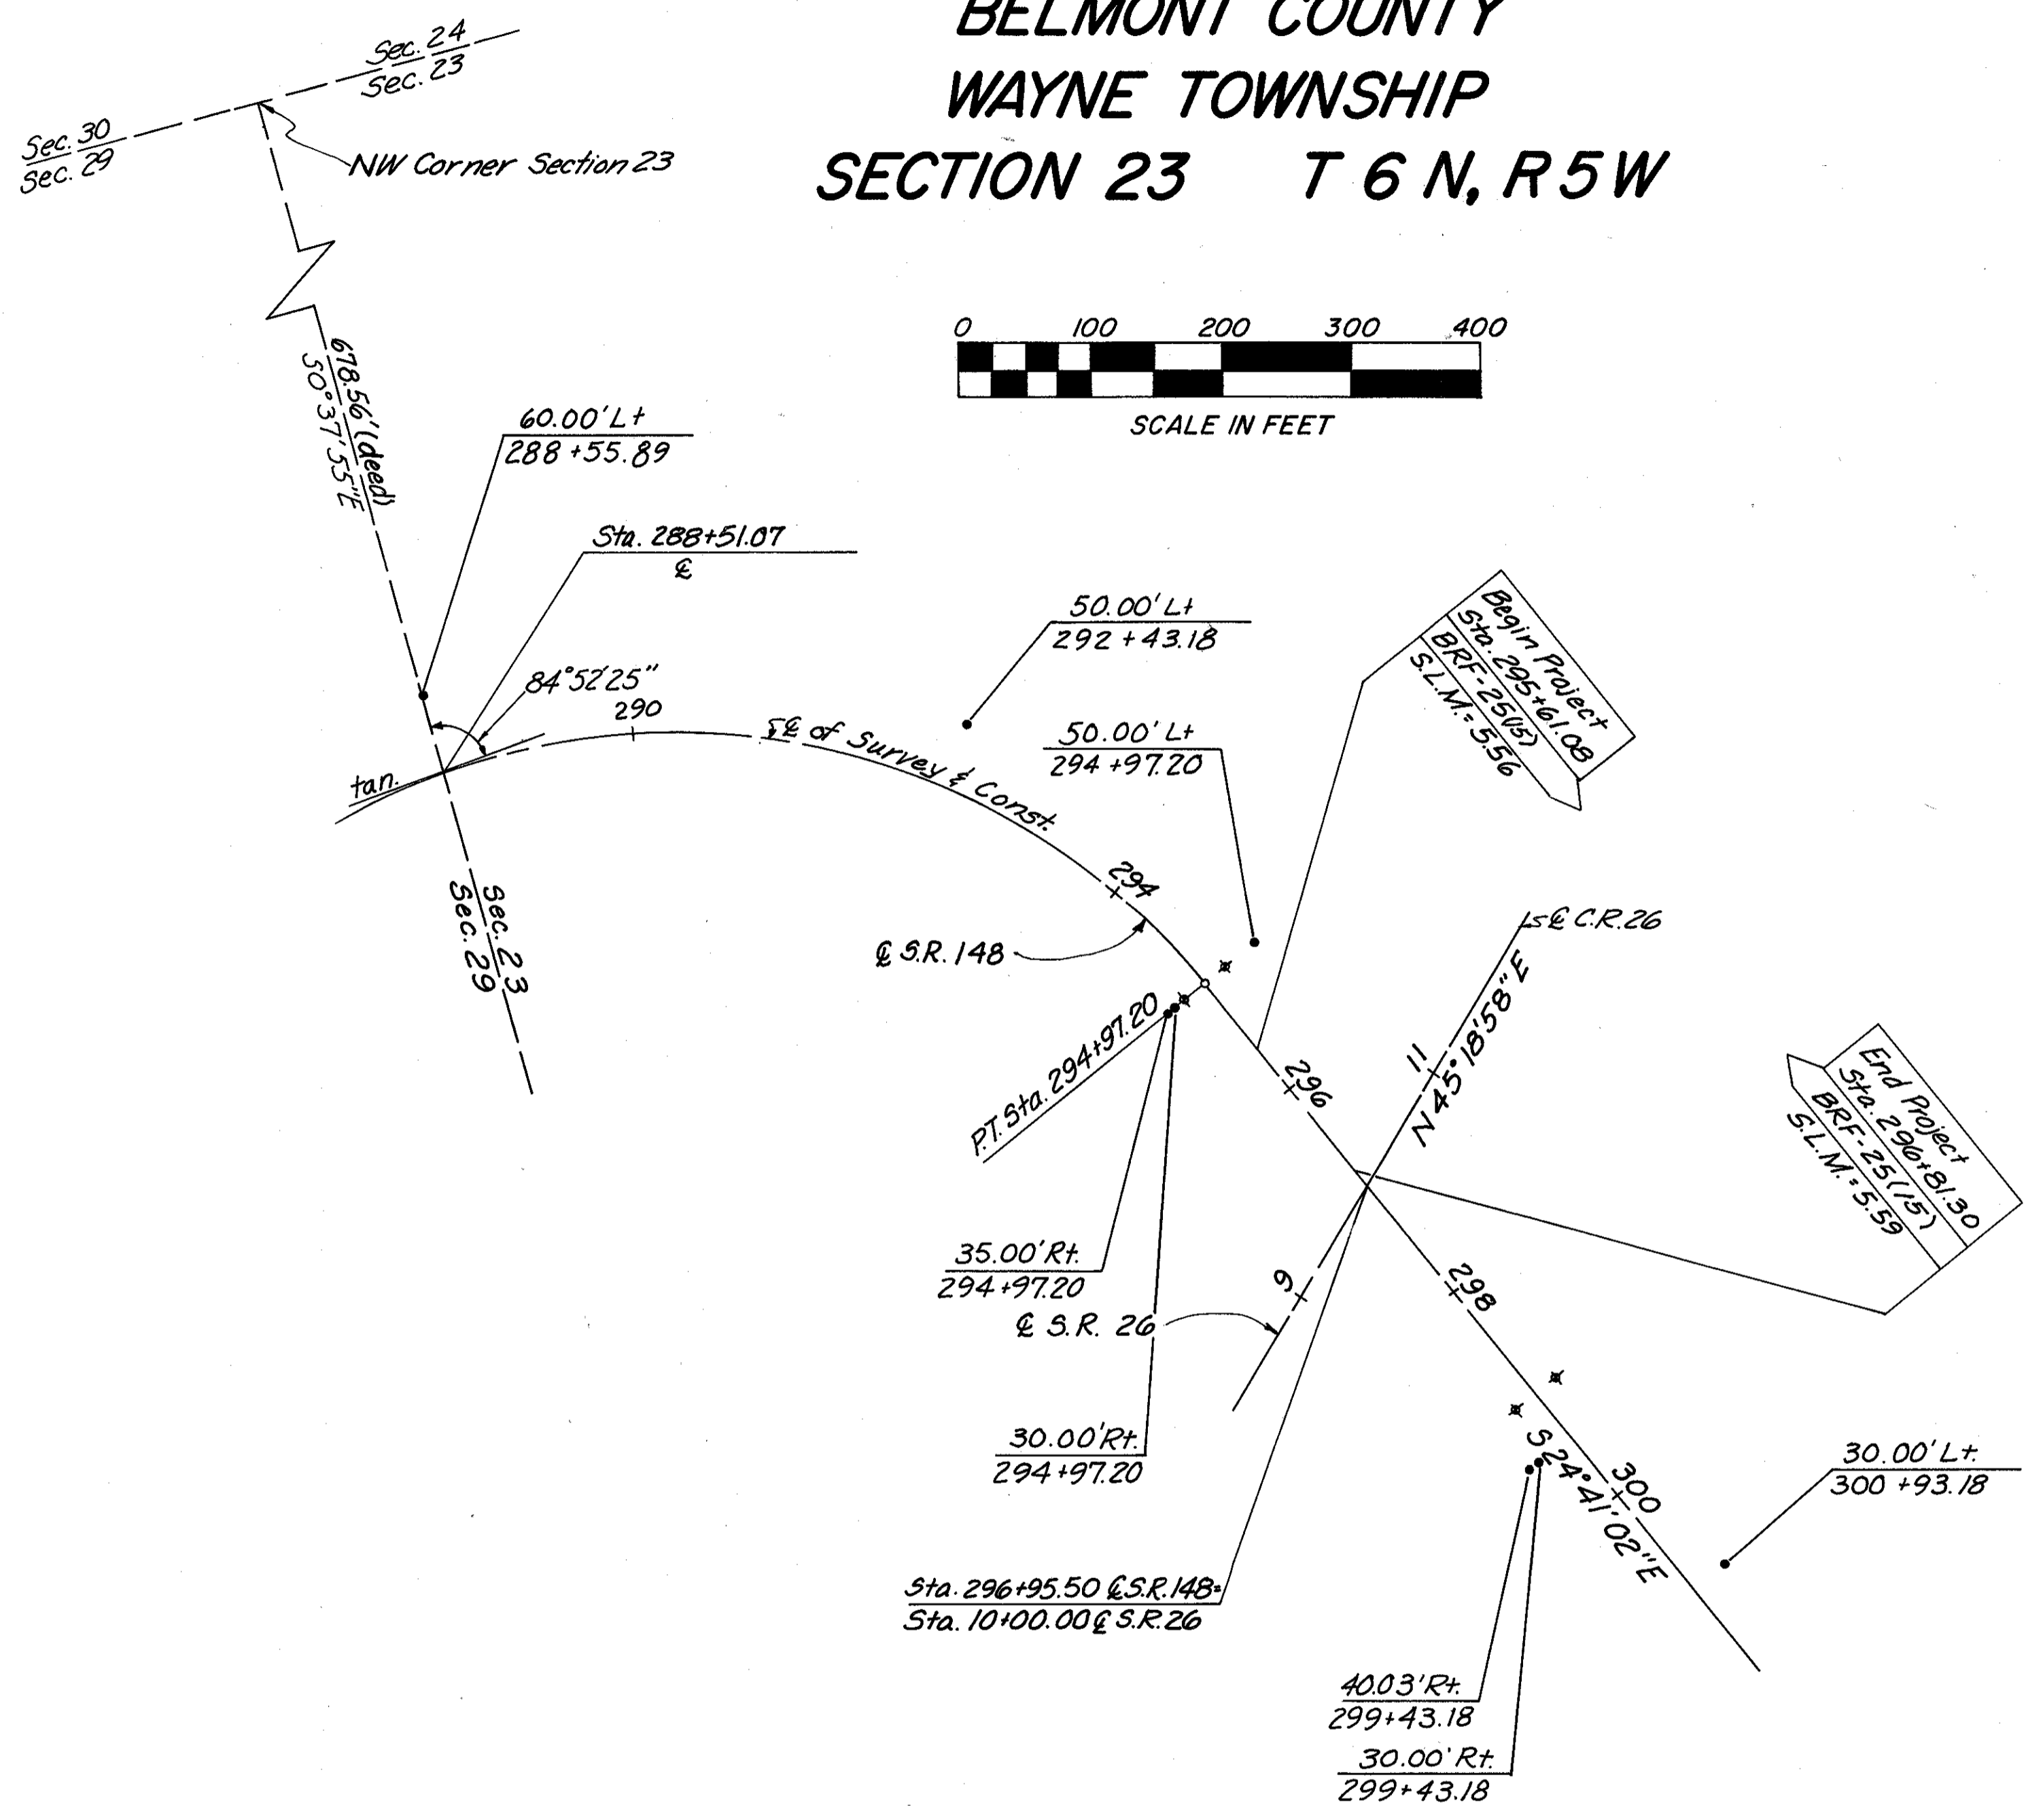 BELMONT COUNTY
WAYNE TOWNSHIP
SECTION 23 T 6 N, R 5 W
Sec. 24
Sec. 23
Sec. 30
Sec. 29
NW Corner Section 23
0 100 200 300 400
SCALE IN FEET
678.56' (deed)
S0°37'55"E
60.00' Lt
288+55.89
Sta. 288+51.07
℄
84°52'25"
290
tan.
℄ of Survey & Const.
50.00' Lt
292+43.18
50.00' Lt
294+97.20
Begin Project
Sta. 295+61.08
BRF-25(15)
S.L.M.=5.56
Sec. 23
Sec. 29
294
℄ S.R. 148
℄ C.R. 26
P.T. Sta. 294+97.20
296
11
N 45°18'58" E
End Project
Sta. 296+81.30
BRF-25(15)
S.L.M.=5.59
35.00' Rt.
294+97.20
9
298
℄ S.R. 26
30.00' Rt.
294+97.20
S 24°41'02" E
300
30.00' Lt.
300+93.18
Sta. 296+95.50 ℄ S.R. 148=
Sta. 10+00.00 ℄ S.R. 26
40.03' Rt.
299+43.18
30.00' Rt.
299+43.18